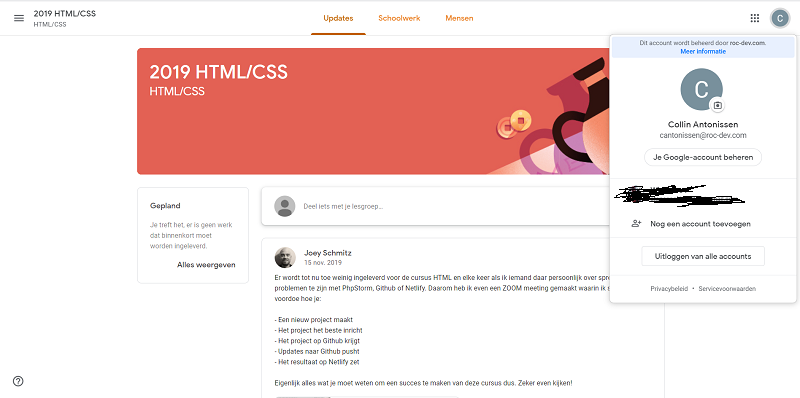 2019 HTML/CSS
HTML/CSS
Updates
Schoolwerk
Mensen
C
Dit account wordt beheerd door roc-dev.com.
Meer informatie
C
Collin Antonissen
cantonissen@roc-dev.com
Je Google-account beheren
Nog een account toevoegen
Uitloggen van alle accounts
Privacybeleid • Servicevoorwaarden
2019 HTML/CSS
HTML/CSS
Gepland
Je treft het, er is geen werk
dat binnenkort moet
worden ingeleverd.
Alles weergeven
Deel iets met je lesgroep...
Joey Schmitz
15 nov. 2019
Er wordt tot nu toe weinig ingeleverd voor de cursus HTML en elke keer als ik iemand daar persoonlijk over
problemen te zijn met PhpStorm, Github of Netlify. Daarom heb ik even een ZOOM meeting gemaakt waarin ik
voordoe hoe je:
- Een nieuw project maakt
- Het project het beste inricht
- Het project op Github krijgt
- Updates naar Github pusht
- Het resultaat op Netlify zet
Eigenlijk alles wat je moet weten om een succes te maken van deze cursus dus. Zeker even kijken!